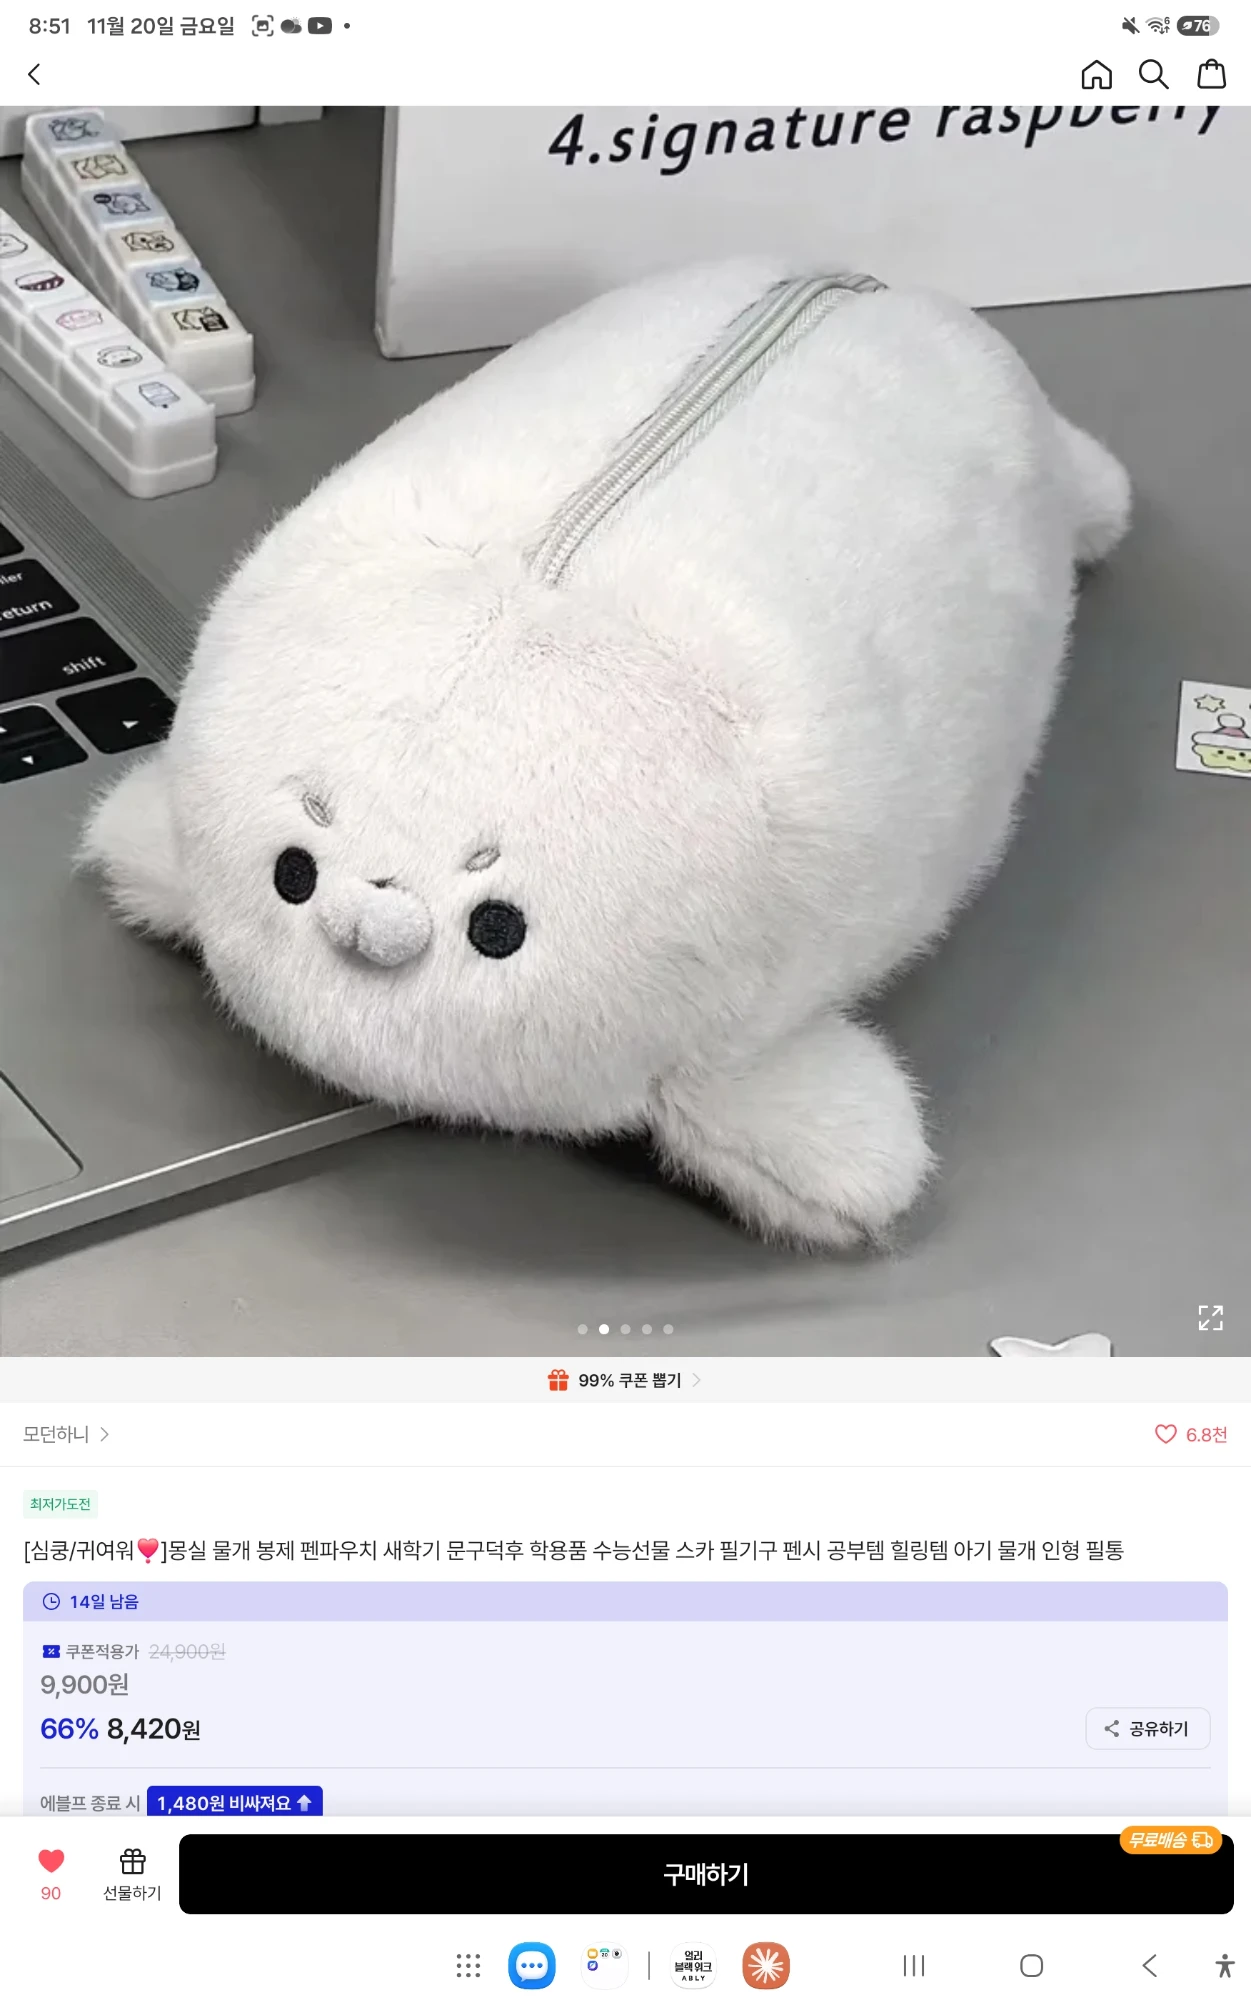 8:51 11월 20일 금요일
76
4.signature raspberry
return
shift
99% 쿠폰 뽑기
모던하니
6.8천
최저가도전
[심쿵/귀여워❣️]몽실 물개 봉제 펜파우치 새학기 문구덕후 학용품 수능선물 스카 필기구 펜시 공부템 힐링템 아기 물개 인형 필통
14일 남음
쿠폰적용가 24,900원
9,900원
66% 8,420원
공유하기
에블프 종료 시 1,480원 비싸져요
무료배송
90
선물하기
구매하기
얼리
블랙위크
ABLY